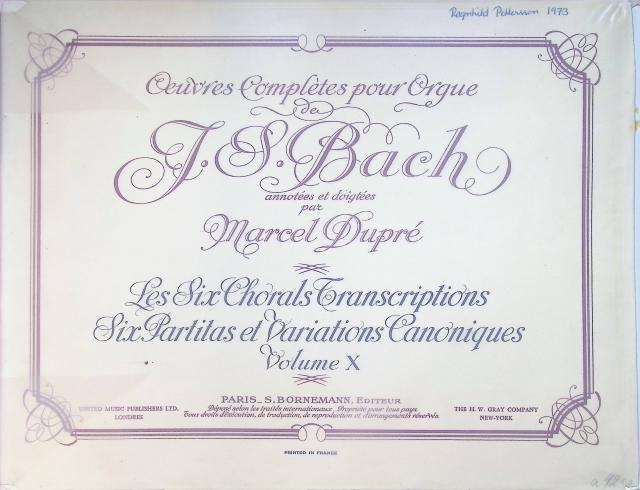 Ragnhild Pettersson 1973
Oeuvres Complètes pour Orgue
de
J. S. Bach
annotées et doigtées
par
Marcel Dupré
Les Six Chorals Transcriptions
Six Partitas et Variations Canoniques
Volume X
PARIS_S. BORNEMANN, EDITEUR
UNITED MUSIC PUBLISHERS LTD.
LONDRES
Déposé selon les traités internationaux. Propriété pour tous pays
Tous droits d'exécution, de traduction, de reproduction et d'arrangements réservés.
THE H. W. GRAY COMPANY
NEW-YORK
PRINTED IN FRANCE